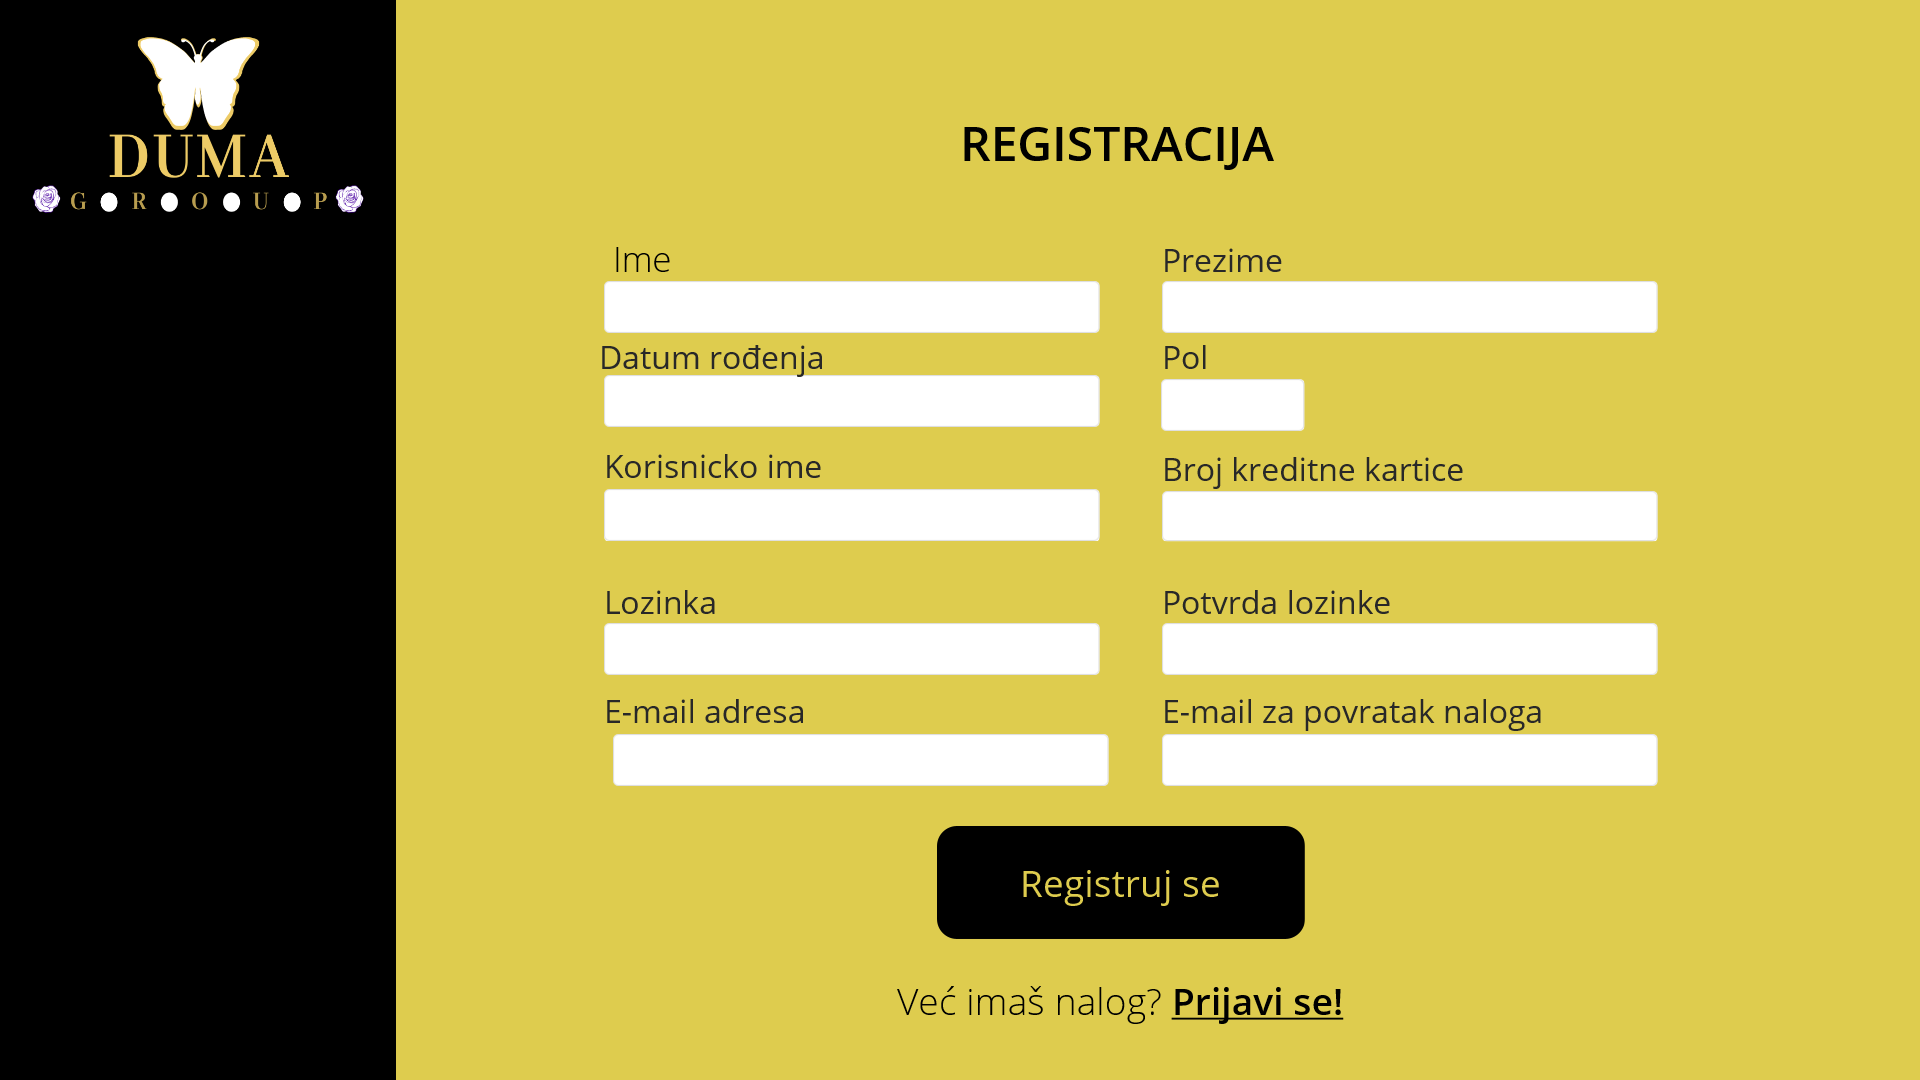 DUMA
G R O U P
REGISTRACIJA
Ime
Prezime
Datum rođenja
Pol
Korisnicko ime
Broj kreditne kartice
Lozinka
Potvrda lozinke
E-mail adresa
E-mail za povratak naloga
Registruj se
Već imaš nalog? Prijavi se!